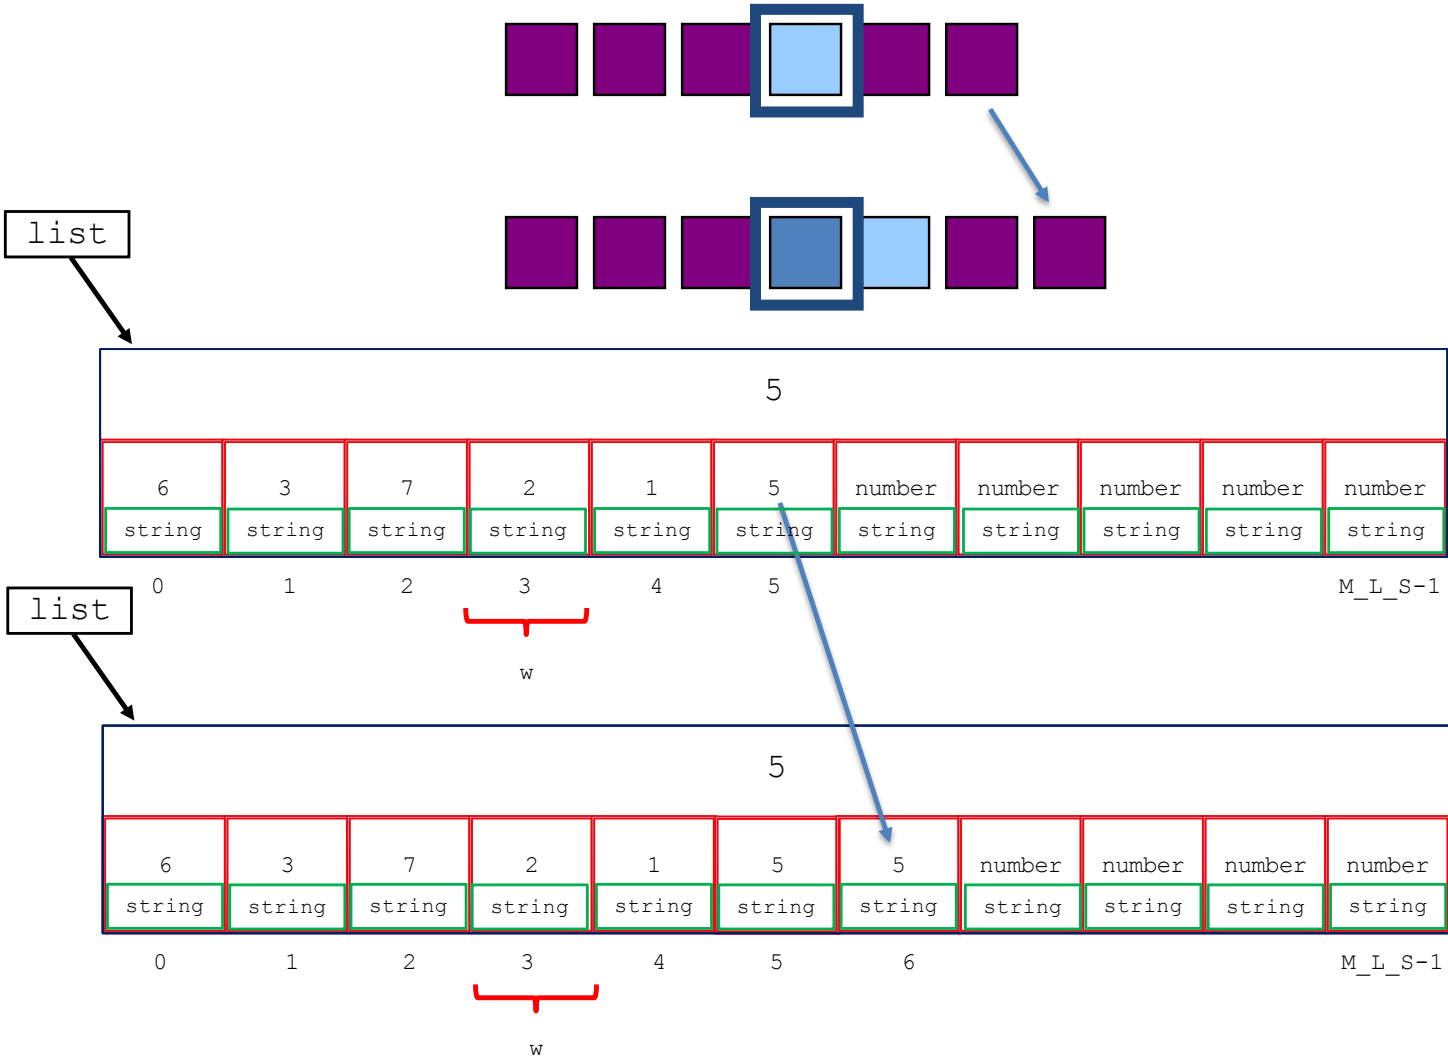 list
5
6 3 7 2 1 5 number number number number number
string string string string string string string string string string string
0 1 2 3 4 5 M_L_S-1
list
w
5
6 3 7 2 1 5 5 number number number number
string string string string string string string string string string string
0 1 2 3 4 5 6 M_L_S-1
w